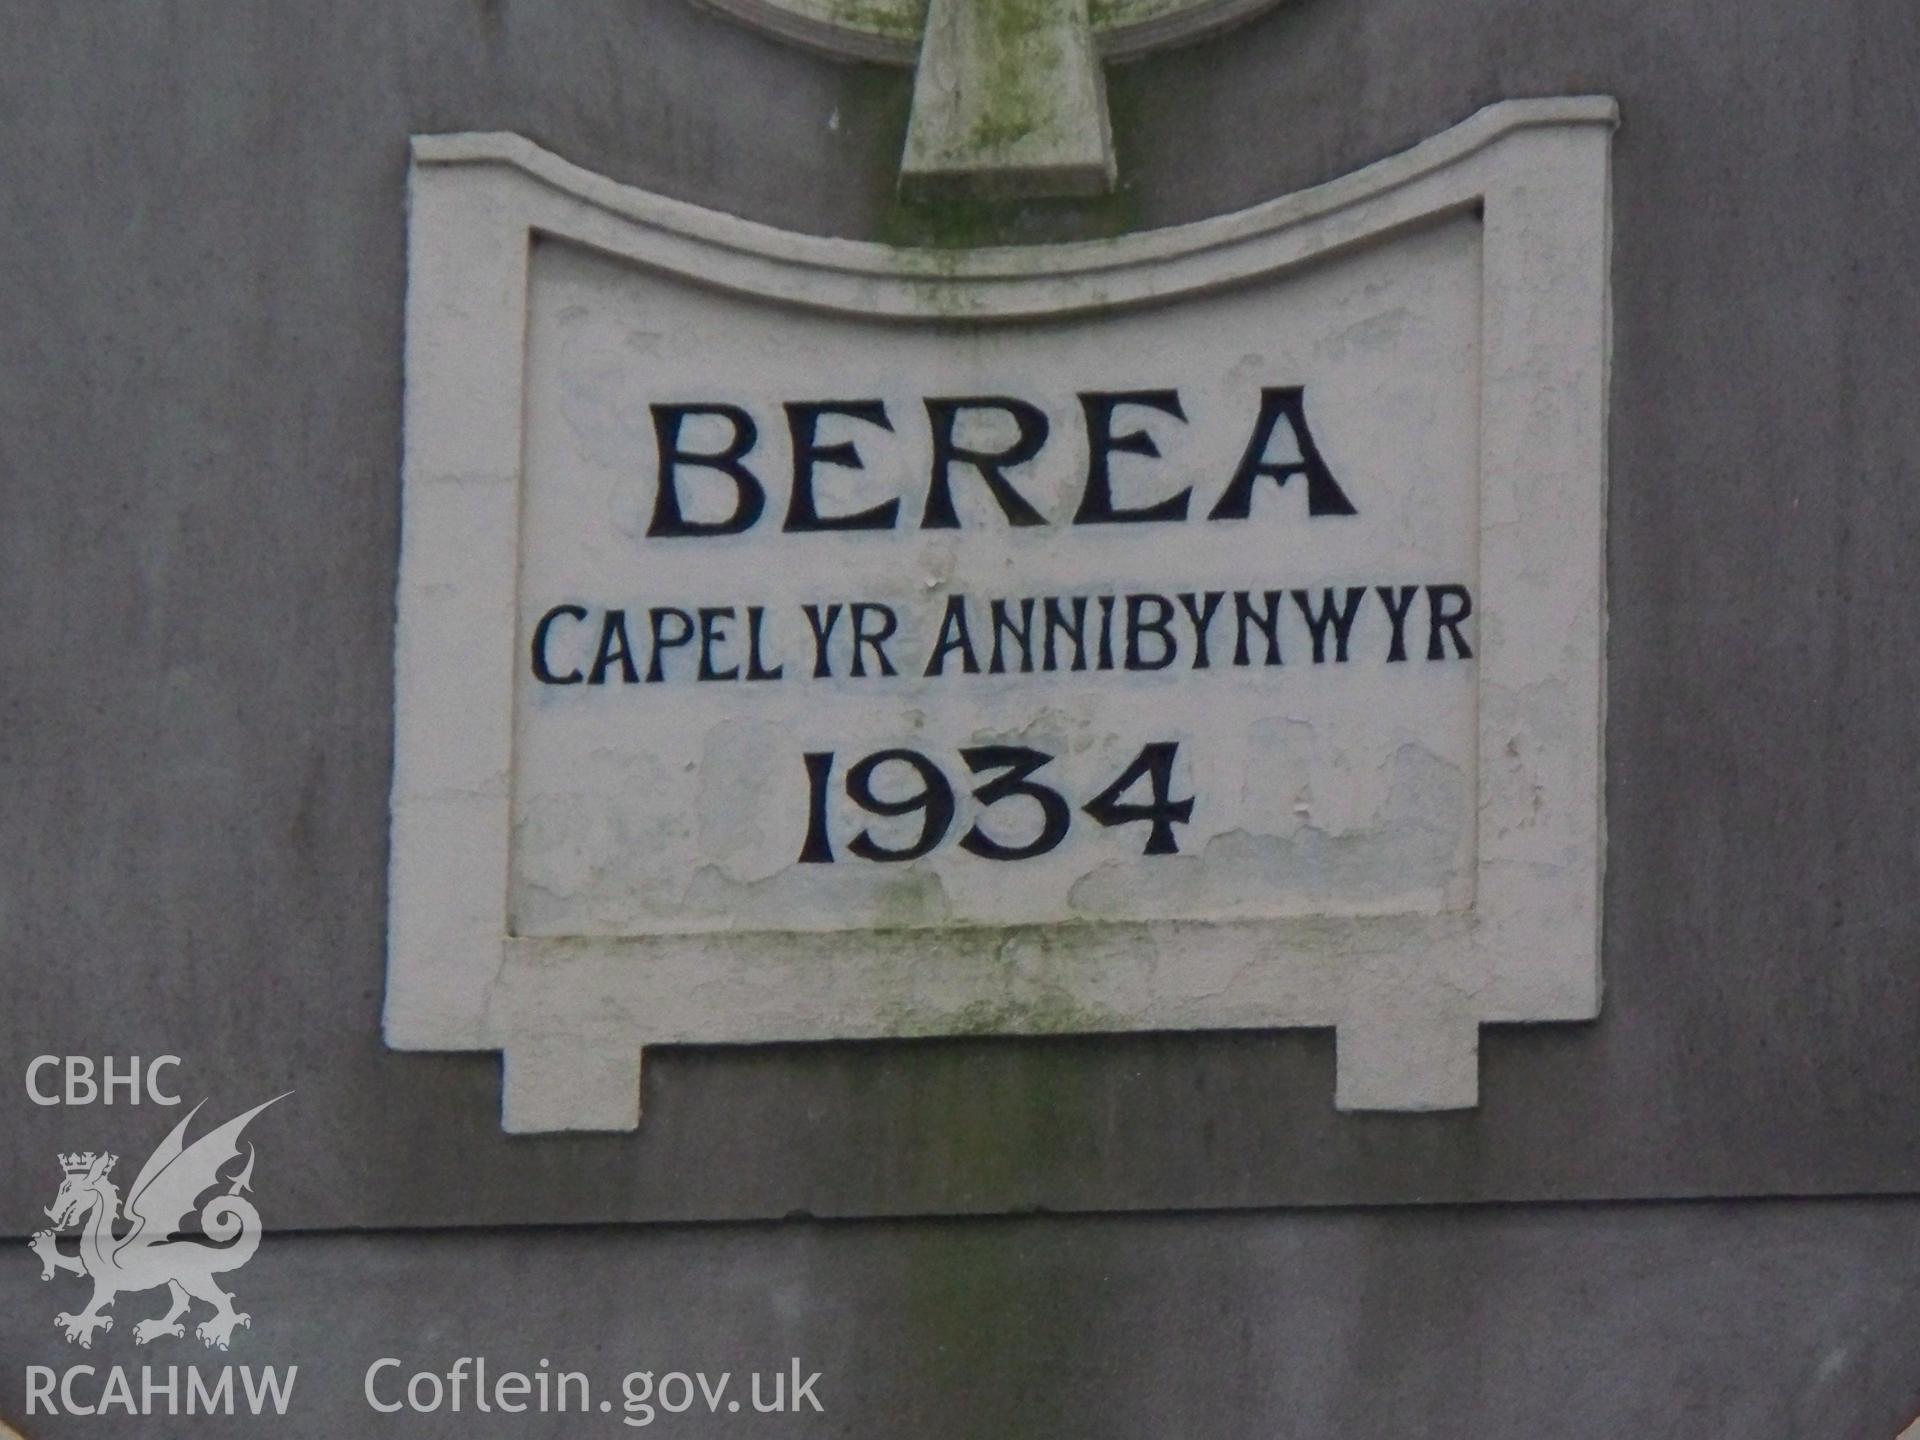 BEREA
CAPEL YR ANNIBYNWYR
1934
CBHC
RCAHMW
Coflein.gov.uk